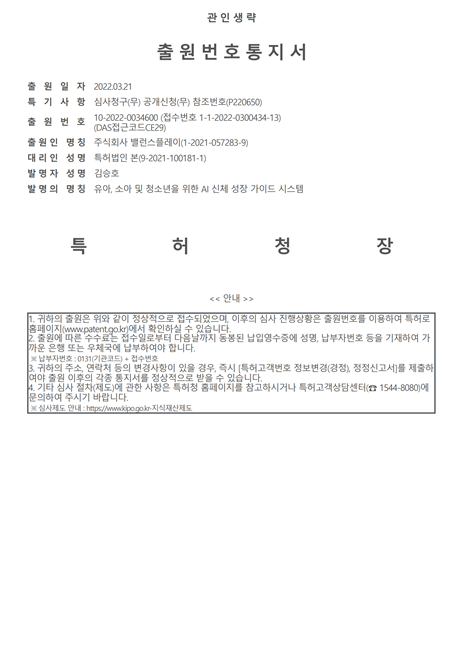 관인생략
출원번호통지서
출 원 일 자 2022.03.21
특 기 사 항 심사청구(무) 공개신청(무) 참조번호(P220650)
출 원 번 호 10-2022-0034600 (접수번호 1-1-2022-0300434-13)
(DAS접근코드CE29)
출원인 명칭 주식회사 밸런스플레이(1-2021-057283-9)
대리인 성명 특허법인 본(9-2021-100181-1)
발명자 성명 김승호
발명의 명칭 유아, 소아 및 청소년을 위한 AI 신체 성장 가이드 시스템
특 허 청 장
<< 안내 >>
1. 귀하의 출원은 위와 같이 정상적으로 접수되었으며, 이후의 심사 진행상황은 출원번호를 이용하여 특허로
홈페이지(www.patent.go.kr)에서 확인하실 수 있습니다.
2. 출원에 따른 수수료는 접수일로부터 다음날까지 동봉된 납입영수증에 성명, 납부자번호 등을 기재하여 가
까운 은행 또는 우체국에 납부하여야 합니다.
※ 납부자번호 : 0131(기관코드) + 접수번호
3. 귀하의 주소, 연락처 등의 변경사항이 있을 경우, 즉시 [특허고객번호 정보변경(경정), 정정신고서]를 제출하
여야 출원 이후의 각종 통지서를 정상적으로 받을 수 있습니다.
4. 기타 심사 절차(제도)에 관한 사항은 특허청 홈페이지를 참고하시거나 특허고객상담센터(☎ 1544-8080)에
문의하여 주시기 바랍니다.
※ 심사제도 안내 : https://www.kipo.go.kr-지식재산제도